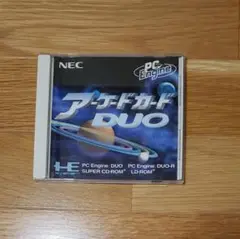 NEC
PC Engine
アーケードカード
DUO
PC Engine DUO PC Engine DUO-R
SUPER CD-ROM² LD-ROM²
HE